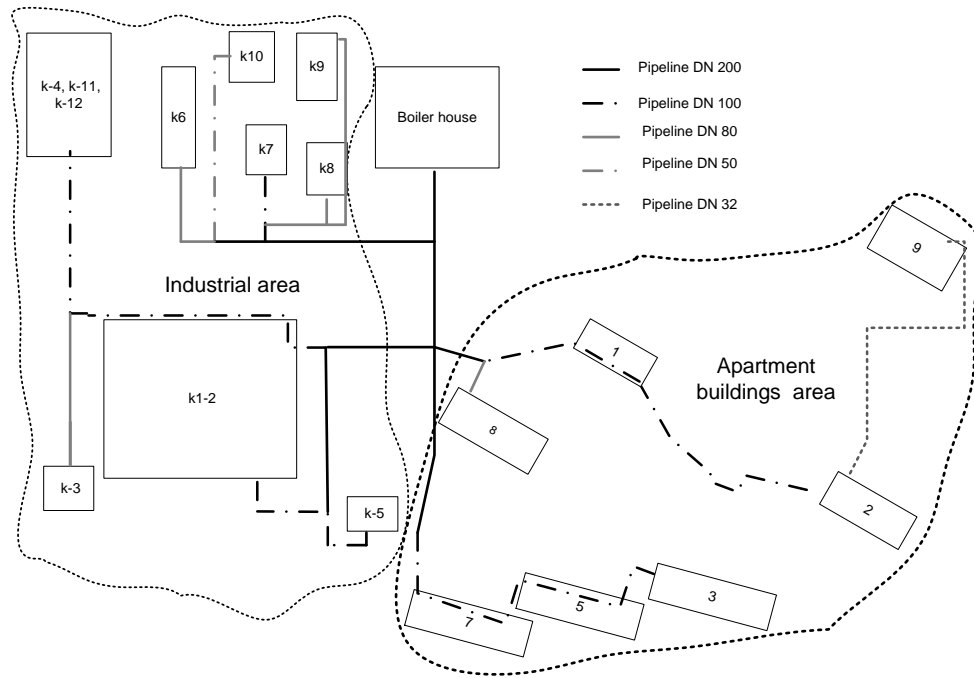 k-4, k-11,
k-12
k6
k10
k9
k7
k8
Boiler house
Pipeline DN 200
Pipeline DN 100
Pipeline DN 80
Pipeline DN 50
Pipeline DN 32
Industrial area
k1-2
k-3
k-5
Apartment
buildings area
9
1
8
2
3
5
7